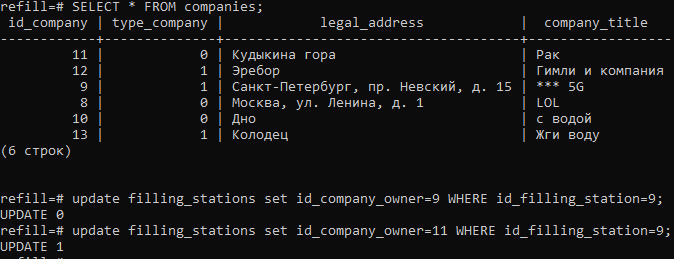 refill=# SELECT * FROM companies;
id_company | type_company | legal_address | company_title
------------+--------------+-------------------------------------+------------------
11 | 0 | Кудыкина гора | Рак
12 | 1 | Эребор | Гимли и компания
9 | 1 | Санкт-Петербург, пр. Невский, д. 15 | *** 5G
8 | 0 | Москва, ул. Ленина, д. 1 | LOL
10 | 0 | Дно | с водой
13 | 1 | Колодец | Жги воду
(6 строк)
refill=# update filling_stations set id_company_owner=9 WHERE id_filling_station=9;
UPDATE 0
refill=# update filling_stations set id_company_owner=11 WHERE id_filling_station=9;
UPDATE 1